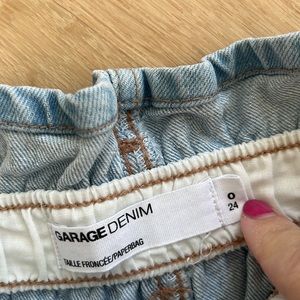 GARAGE DENIM
TAILLE FRONCÉE/PAPERBAG
0
24